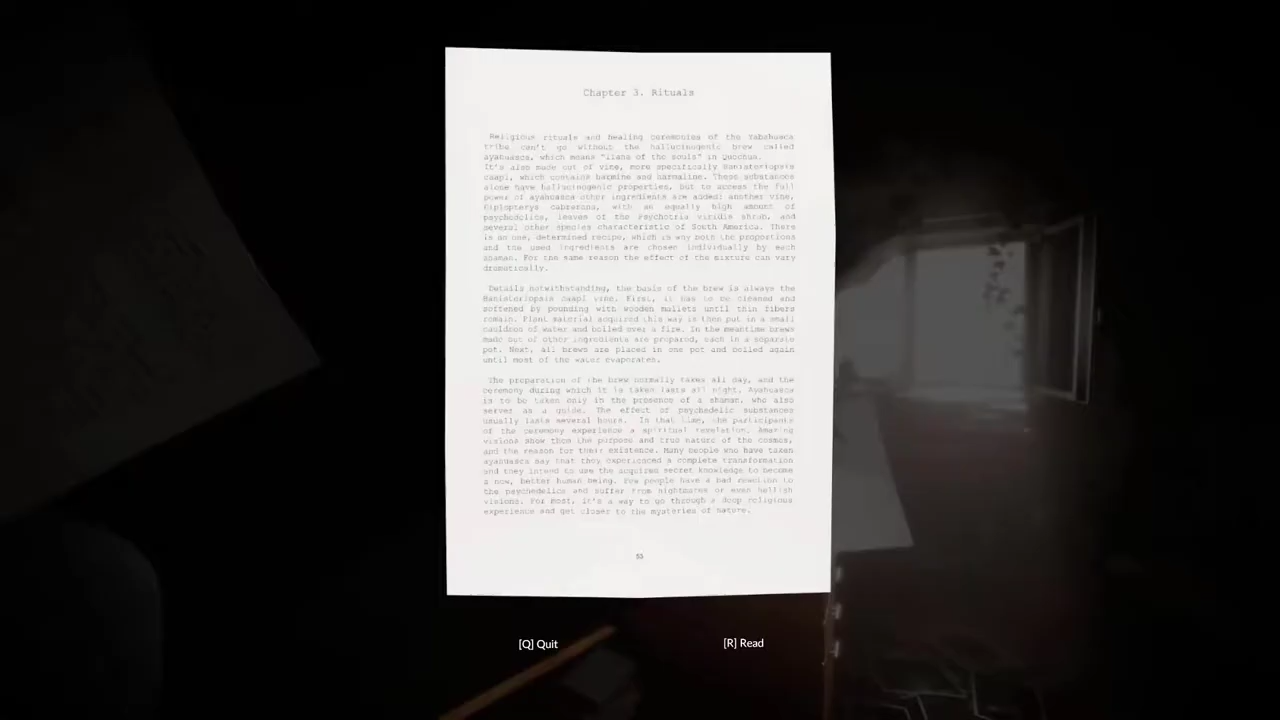 Chapter 3. Rituals
Religious rituals and healing ceremonies of the Yabahuaca
tribe can't go without the hallucinogenic brew called
ayahuasca, which means "liana of the souls" in Quechua.
It's also made out of vine, more specifically Banisteriopsis
caapi, which contains harmine and harmaline. These substances
alone have hallucinogenic properties, but to access the full
power of ayahuasca other ingredients are added: another vine,
Diplopterys cabrerana, with an equally high amount of
psychedelics, leaves of the Psychotria viridis shrub, and
several other species characteristic of South America. There
is no one, determined recipe, which is why both the proportions
and the used ingredients are chosen individually by each
shaman. For the same reason the effect of the mixture can vary
dramatically.
Details notwithstanding, the basis of the brew is always the
Banisteriopsis caapi vine. First, it has to be cleaned and
softened by pounding with wooden mallets until thin fibers
remain. Plant material acquired this way is then put in a small
cauldron of water and boiled over a fire. In the meantime brews
made out of other ingredients are prepared, each in a separate
pot. Next, all brews are placed in one pot and boiled again
until most of the water evaporates.
The preparation of the brew normally takes all day, and the
ceremony during which it is taken lasts all night. Ayahuasca
is to be taken only in the presence of a shaman, who also
serves as a guide. The effect of psychedelic substances
usually lasts several hours. In that time, the participants
of the ceremony experience a spiritual revelation. Amazing
visions show them the purpose and true nature of the cosmos,
and the reason for their existence. Many people who have taken
ayahuasca say that they experienced a complete transformation
and they intend to use the acquired secret knowledge to become
a new, better human being. Few people have a bad reaction to
the psychedelics and suffer from nightmares or even hellish
visions. For most, it's a way to go through a deep religious
experience and get closer to the mysteries of nature.
53
[Q] Quit
[R] Read